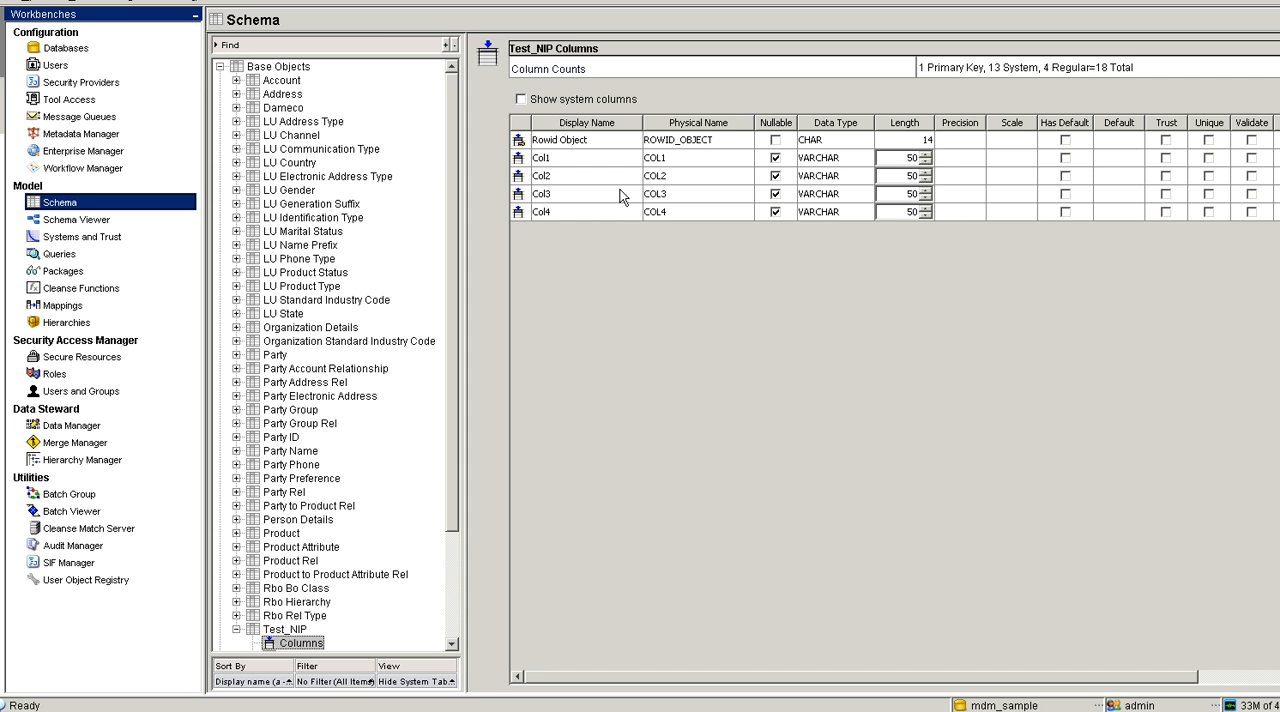 Workbenches
Configuration
Databases
Users
Security Providers
Tool Access
Message Queues
Metadata Manager
Enterprise Manager
Workflow Manager
Model
Schema
Schema Viewer
Systems and Trust
Queries
Packages
Cleanse Functions
Mappings
Hierarchies
Security Access Manager
Secure Resources
Roles
Users and Groups
Data Steward
Data Manager
Merge Manager
Hierarchy Manager
Utilities
Batch Group
Batch Viewer
Cleanse Match Server
Audit Manager
SIF Manager
User Object Registry
Schema
Find
Base Objects
Account
Address
Dameco
LU Address Type
LU Channel
LU Communication Type
LU Country
LU Electronic Address Type
LU Gender
LU Generation Suffix
LU Identification Type
LU Marital Status
LU Name Prefix
LU Phone Type
LU Product Status
LU Product Type
LU Standard Industry Code
LU State
Organization Details
Organization Standard Industry Code
Party
Party Account Relationship
Party Address Rel
Party Electronic Address
Party Group
Party Group Rel
Party ID
Party Name
Party Phone
Party Preference
Party Rel
Party to Product Rel
Person Details
Product
Product Attribute
Product Rel
Product to Product Attribute Rel
Rbo Bo Class
Rbo Hierarchy
Rbo Rel Type
Test_NIP
Columns
Sort By Filter View
Display name (a - No Filter (All Items) Hide System Tab
Test_NIP Columns
Column Counts 1 Primary Key, 13 System, 4 Regular=18 Total
Show system columns
Display Name Physical Name Nullable Data Type Length Precision Scale Has Default Default Trust Unique Validate
Rowid Object ROWID_OBJECT CHAR 14
Col1 COL1 VARCHAR 50
Col2 COL2 VARCHAR 50
Col3 COL3 VARCHAR 50
Col4 COL4 VARCHAR 50
Ready mdm_sample admin 33M of 4